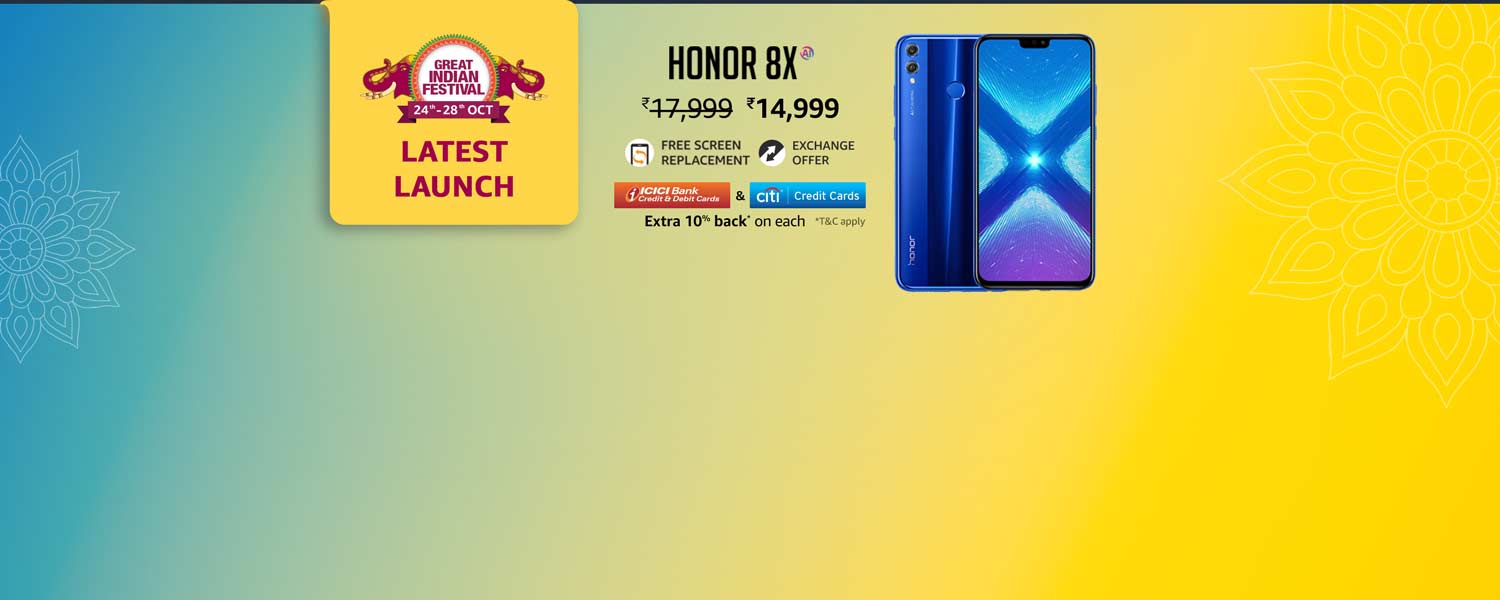 GREAT
INDIAN
FESTIVAL
24th - 28th OCT
LATEST
LAUNCH
HONOR 8X AI
₹17,999 ₹14,999
FREE SCREEN
REPLACEMENT
EXCHANGE
OFFER
ICICI Bank
Credit & Debit Cards
&
citi Credit Cards
Extra 10% back* on each *T&C apply
honor